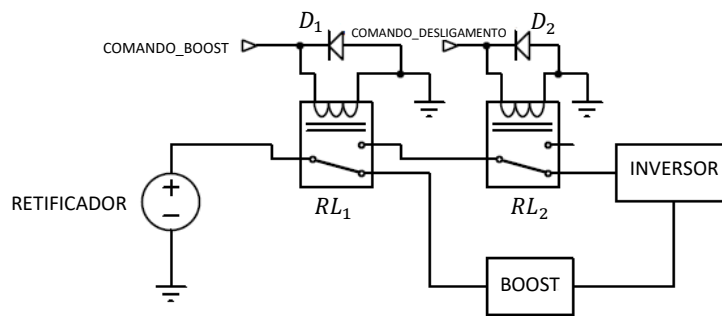 D₁
D₂
COMANDO_BOOST
COMANDO_DESLIGAMENTO
RETIFICADOR
+
−
RL₁
RL₂
INVERSOR
BOOST